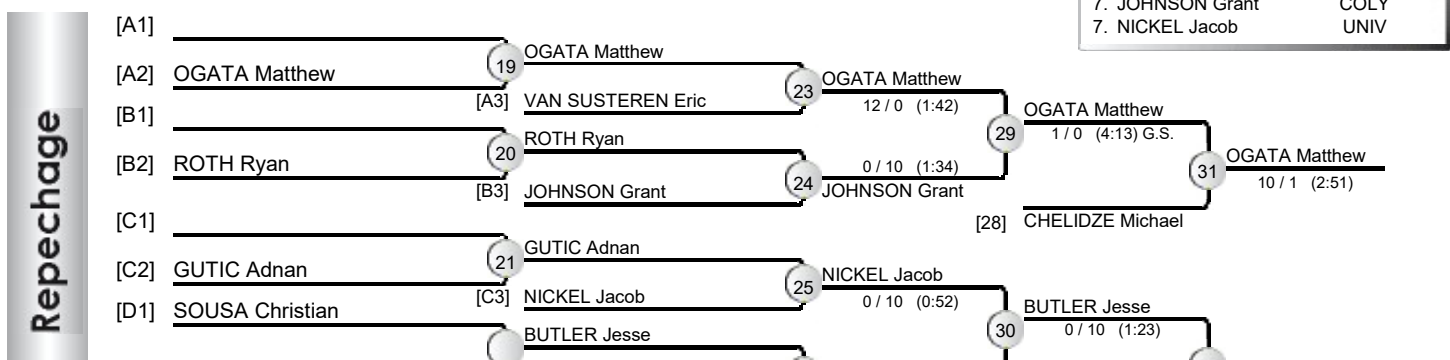 7. JOHNSON Grant COLY
7. NICKEL Jacob UNIV
Repechage
[A1]
[A2] OGATA Matthew
[B1]
[B2] ROTH Ryan
[C1]
[C2] GUTIC Adnan
[D1] SOUSA Christian
19
20
21
OGATA Matthew
[A3] VAN SUSTEREN Eric
ROTH Ryan
[B3] JOHNSON Grant
GUTIC Adnan
[C3] NICKEL Jacob
BUTLER Jesse
23
24
25
OGATA Matthew
12 / 0 (1:42)
0 / 10 (1:34)
JOHNSON Grant
NICKEL Jacob
0 / 10 (0:52)
29
30
OGATA Matthew
1 / 0 (4:13) G.S.
[28] CHELIDZE Michael
BUTLER Jesse
0 / 10 (1:23)
31
OGATA Matthew
10 / 1 (2:51)